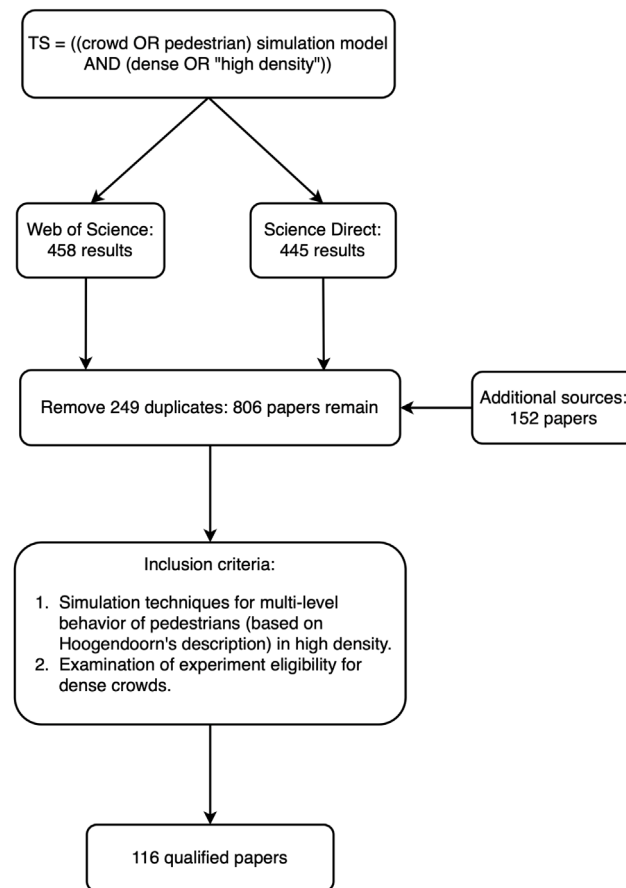 TS = ((crowd OR pedestrian) simulation model
AND (dense OR "high density"))
Web of Science:
458 results
Science Direct:
445 results
Remove 249 duplicates: 806 papers remain
Additional sources:
152 papers
Inclusion criteria:
1. Simulation techniques for multi-level
behavior of pedestrians (based on
Hoogendoorn's description) in high density.
2. Examination of experiment eligibility for
dense crowds.
116 qualified papers